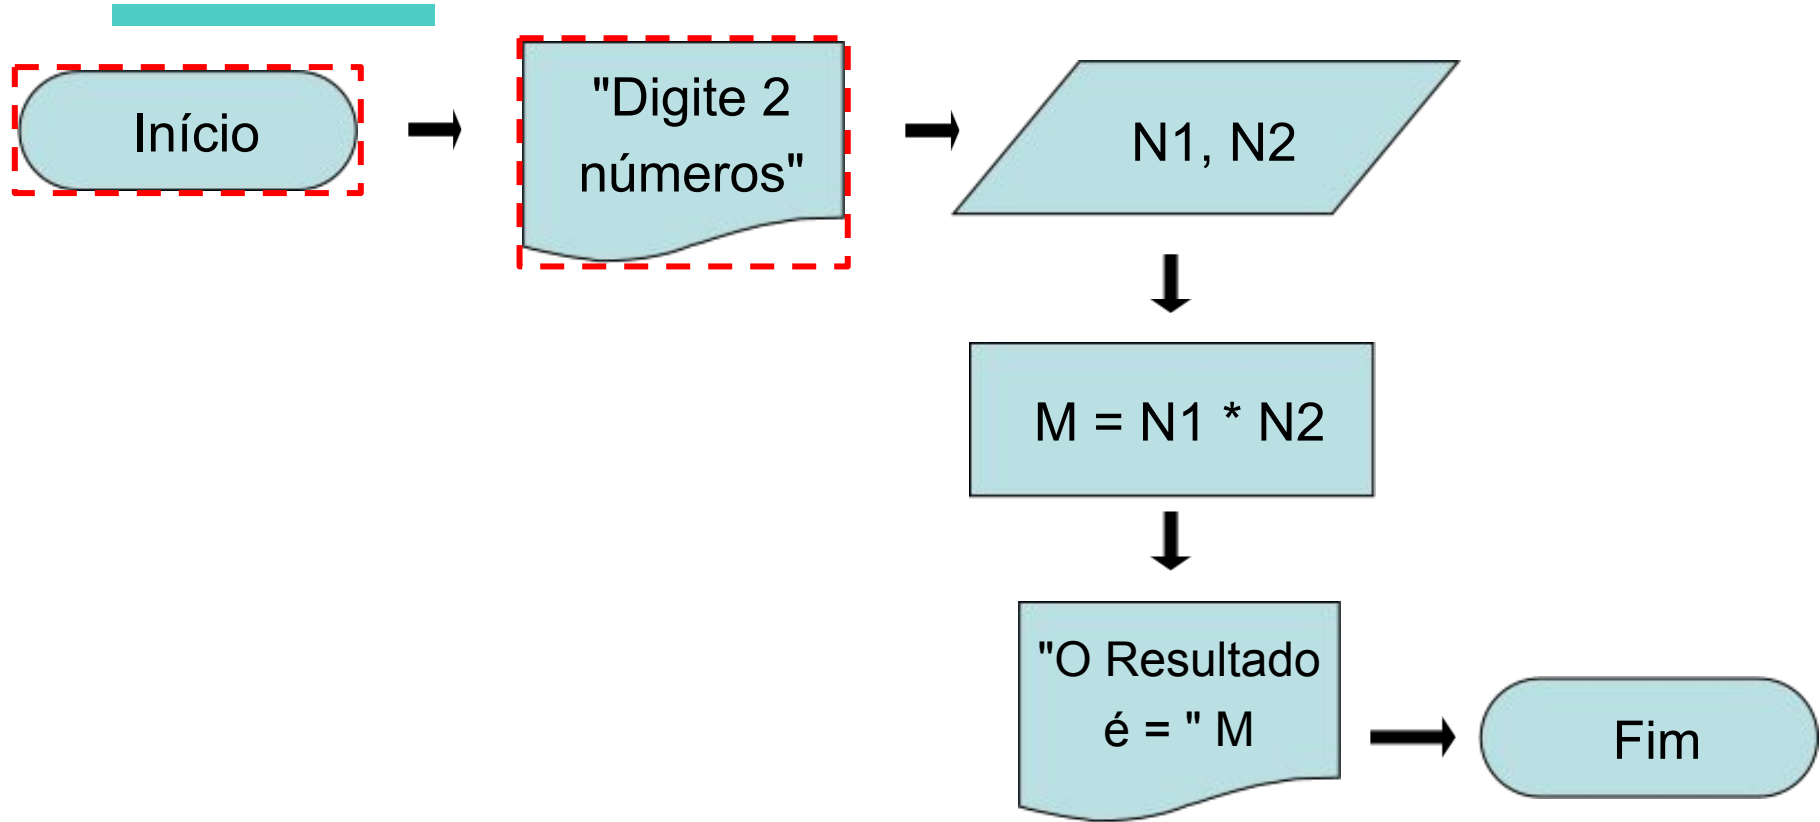 Início
"Digite 2
números"
N1, N2
M = N1 * N2
"O Resultado
é = " M
Fim